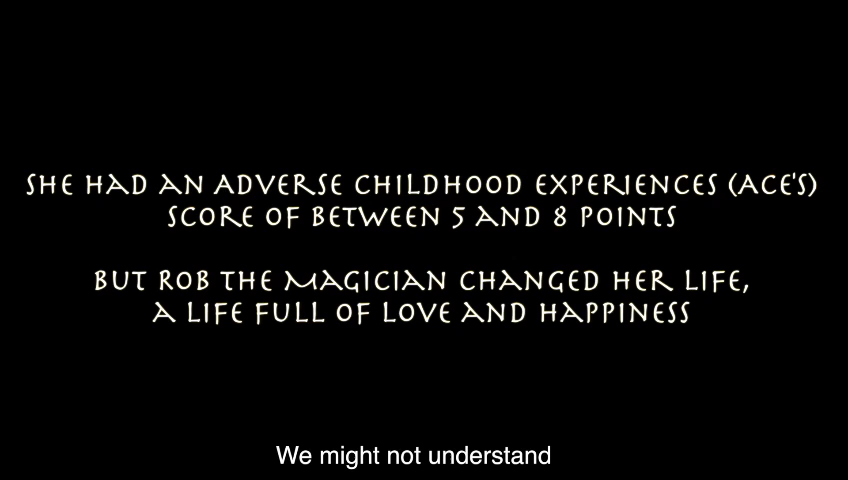 SHE HAD AN ADVERSE CHILDHOOD EXPERIENCES (ACE'S)
SCORE OF BETWEEN 5 AND 8 POINTS
BUT ROB THE MAGICIAN CHANGED HER LIFE,
A LIFE FULL OF LOVE AND HAPPINESS
We might not understand